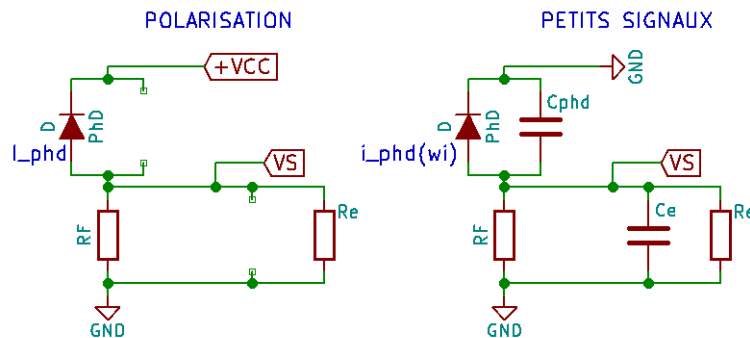 POLARISATION
+VCC
D
PhD
I_phd
VS
RF
Re
GND
PETITS SIGNAUX
GND
Cphd
D
PhD
i_phd(wi)
VS
RF
Ce
Re
GND